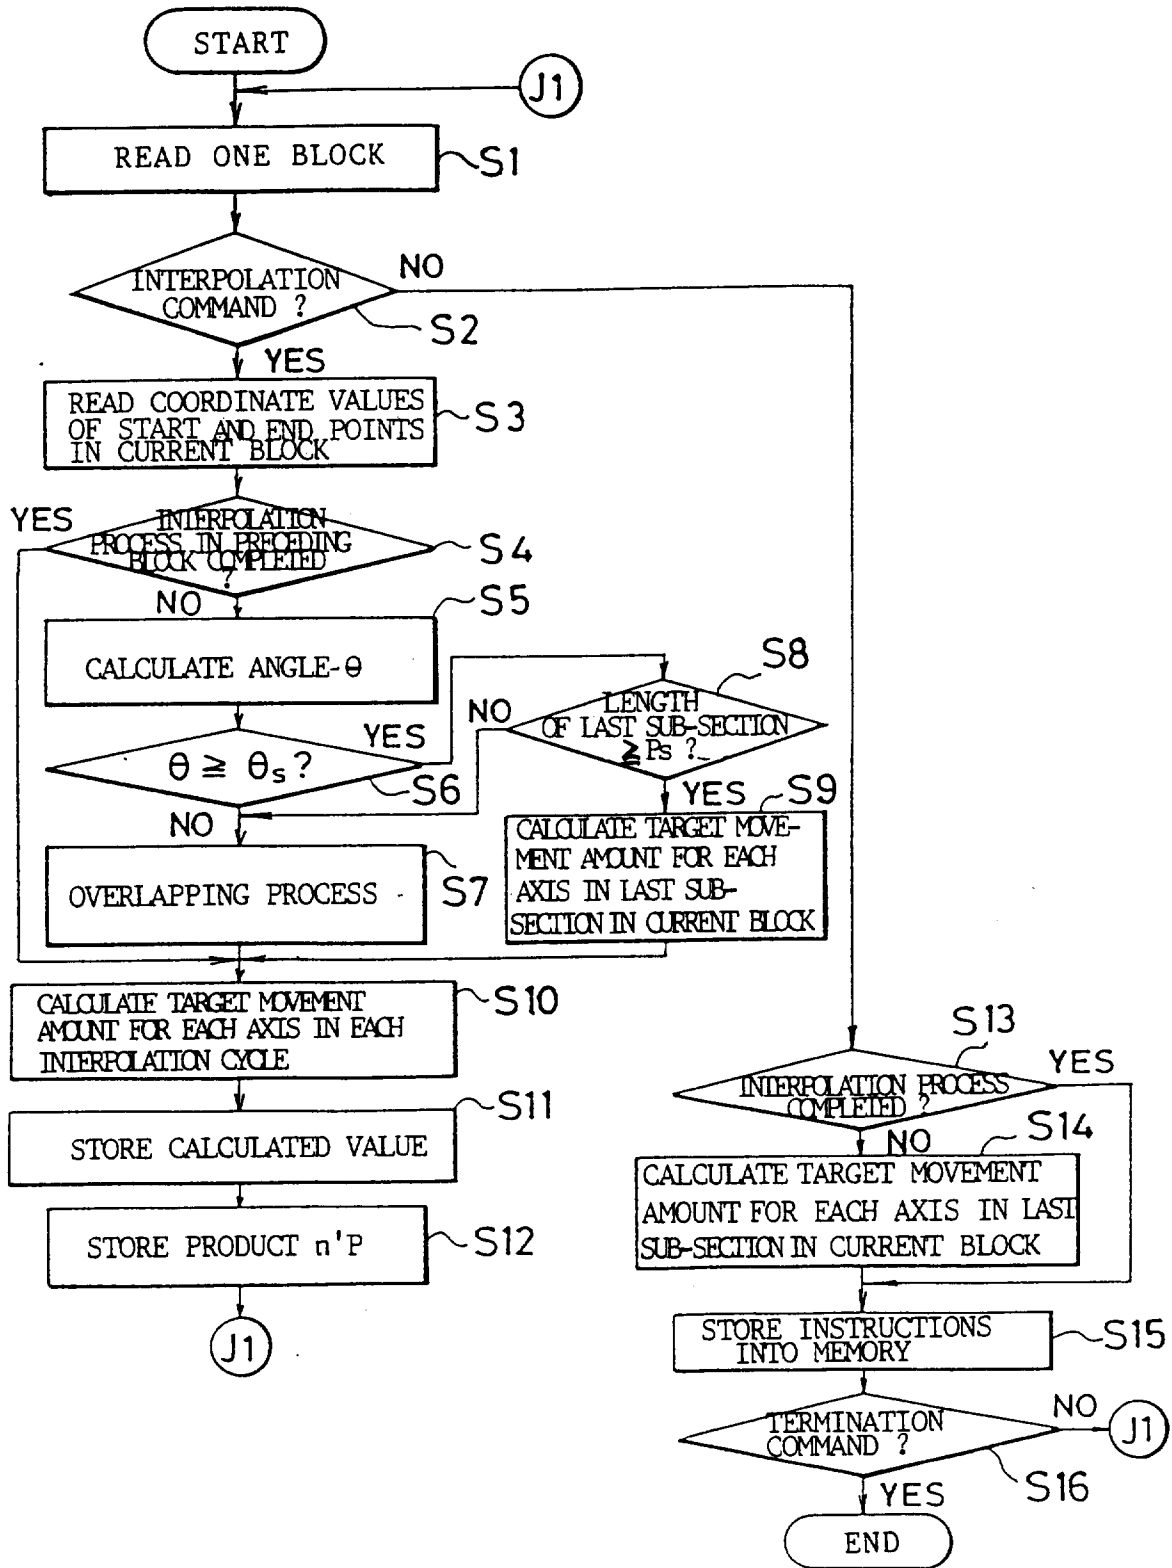 START
J1
READ ONE BLOCK
S1
INTERPOLATION
COMMAND ?
NO
S2
YES
READ COORDINATE VALUES
OF START AND END POINTS
IN CURRENT BLOCK
S3
YES
INTERPOLATION
PROCESS IN PRECEDING
BLOCK COMPLETED
?
S4
NO
S5
CALCULATE ANGLE-θ
θ ≧ θs ?
YES
S6
NO
S8
LENGTH
OF LAST SUB-SECTION
≧ Ps ?
NO
YES
S9
CALCULATE TARGET MOVE-
MENT AMOUNT FOR EACH
AXIS IN LAST SUB-
SECTION IN CURRENT BLOCK
OVERLAPPING PROCESS
S7
CALCULATE TARGET MOVEMENT
AMOUNT FOR EACH AXIS IN EACH
INTERPOLATION CYCLE
S10
STORE CALCULATED VALUE
S11
STORE PRODUCT n'P
S12
J1
S13
INTERPOLATION PROCESS
COMPLETED ?
YES
NO
S14
CALCULATE TARGET MOVEMENT
AMOUNT FOR EACH AXIS IN LAST
SUB-SECTION IN CURRENT BLOCK
STORE INSTRUCTIONS
INTO MEMORY
S15
TERMINATION
COMMAND ?
NO
J1
S16
YES
END